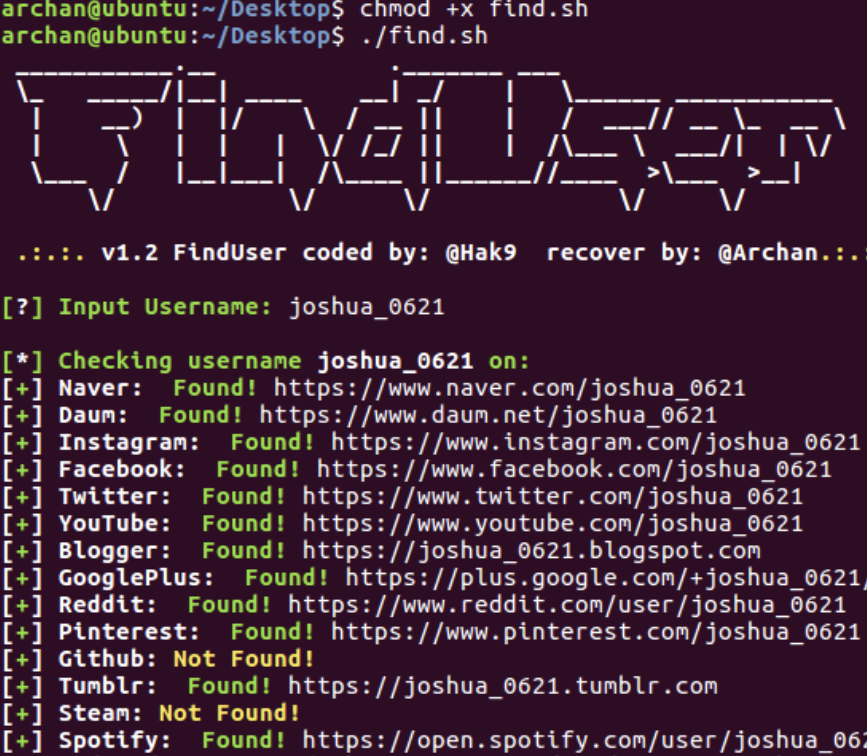 archan@ubuntu:~/Desktop$ chmod +x find.sh
archan@ubuntu:~/Desktop$ ./find.sh
FindUser
.:.:. v1.2 FindUser coded by: @Hak9  recover by: @Archan.:.:
[?] Input Username: joshua_0621
[*] Checking username joshua_0621 on:
[+] Naver:  Found! https://www.naver.com/joshua_0621
[+] Daum:  Found! https://www.daum.net/joshua_0621
[+] Instagram:  Found! https://www.instagram.com/joshua_0621
[+] Facebook:  Found! https://www.facebook.com/joshua_0621
[+] Twitter:  Found! https://www.twitter.com/joshua_0621
[+] YouTube:  Found! https://www.youtube.com/joshua_0621
[+] Blogger:  Found! https://joshua_0621.blogspot.com
[+] GooglePlus:  Found! https://plus.google.com/+joshua_0621/
[+] Reddit:  Found! https://www.reddit.com/user/joshua_0621
[+] Pinterest:  Found! https://www.pinterest.com/joshua_0621
[+] Github: Not Found!
[+] Tumblr:  Found! https://joshua_0621.tumblr.com
[+] Steam: Not Found!
[+] Spotify:  Found! https://open.spotify.com/user/joshua_06